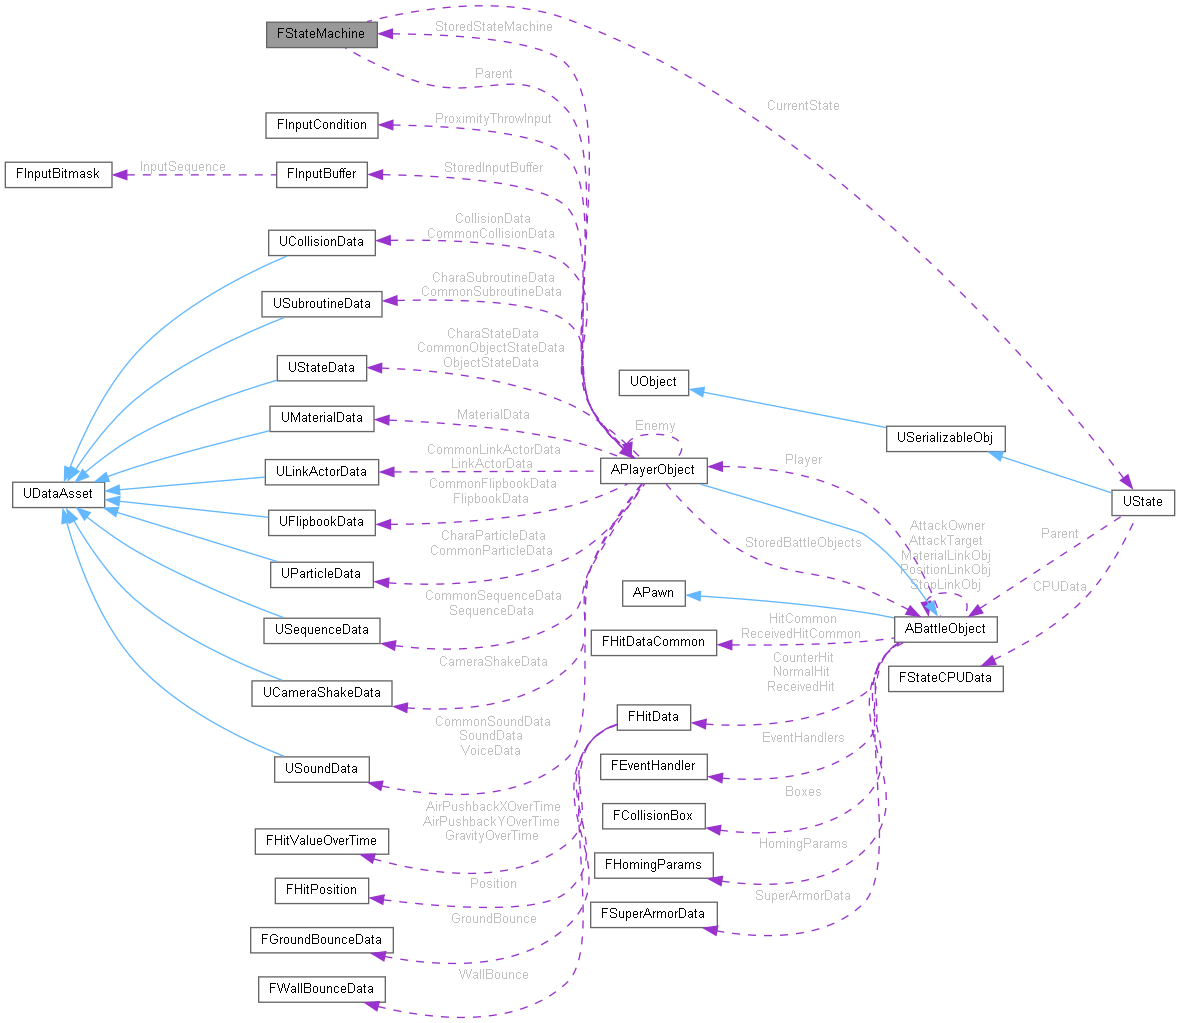 FStateMachine
StoredStateMachine
Parent
CurrentState
FInputCondition
ProximityThrowInput
FInputBitmask
InputSequence
FInputBuffer
StoredInputBuffer
UCollisionData
CollisionData
CommonCollisionData
USubroutineData
CharaSubroutineData
CommonSubroutineData
UStateData
CharaStateData
CommonObjectStateData
ObjectStateData
UObject
UMaterialData
MaterialData
Enemy
USerializableObj
ULinkActorData
CommonLinkActorData
LinkActorData
APlayerObject
Player
UDataAsset
UState
UFlipbookData
CommonFlipbookData
FlipbookData
UParticleData
CharaParticleData
CommonParticleData
StoredBattleObjects
AttackOwner
AttackTarget
MaterialLinkObj
PositionLinkObj
StopLinkObj
Parent
CPUData
APawn
USequenceData
CommonSequenceData
SequenceData
FHitDataCommon
HitCommon
ReceivedHitCommon
ABattleObject
UCameraShakeData
CameraShakeData
CounterHit
NormalHit
ReceivedHit
FStateCPUData
FHitData
USoundData
CommonSoundData
SoundData
VoiceData
FEventHandler
EventHandlers
FCollisionBox
Boxes
FHitValueOverTime
AirPushbackXOverTime
AirPushbackYOverTime
GravityOverTime
FHomingParams
HomingParams
FHitPosition
Position
FSuperArmorData
SuperArmorData
FGroundBounceData
GroundBounce
FWallBounceData
WallBounce